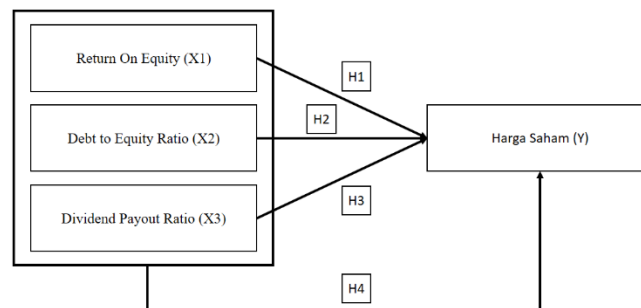 Return On Equity (X1)
H1
Debt to Equity Ratio (X2)
H2
Harga Saham (Y)
Dividend Payout Ratio (X3)
H3
H4